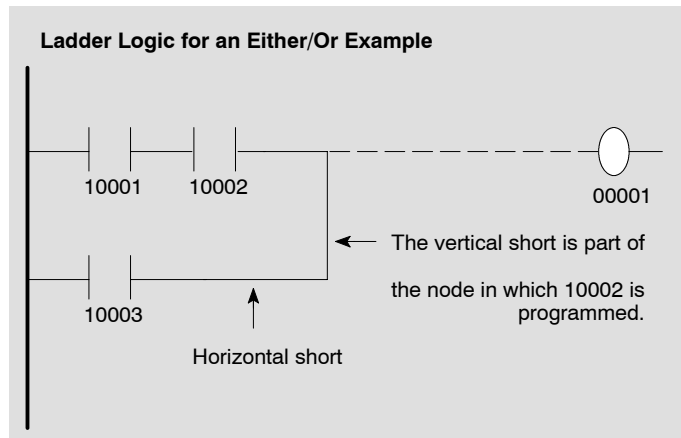 Ladder Logic for an Either/Or Example
10001 10002
00001
The vertical short is part of
the node in which 10002 is
programmed.
10003
Horizontal short